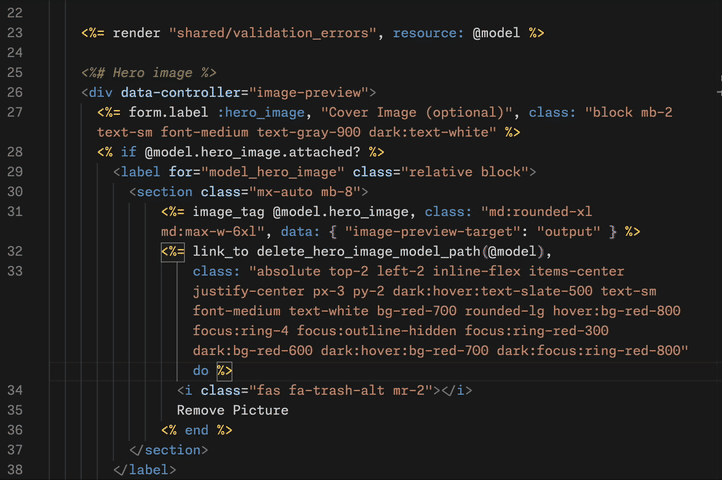 22
23 <%= render "shared/validation_errors", resource: @model %>
24
25 <%# Hero image %>
26 <div data-controller="image-preview">
27 <%= form.label :hero_image, "Cover Image (optional)", class: "block mb-2
text-sm font-medium text-gray-900 dark:text-white" %>
28 <% if @model.hero_image.attached? %>
29 <label for="model_hero_image" class="relative block">
30 <section class="mx-auto mb-8">
31 <%= image_tag @model.hero_image, class: "md:rounded-xl
md:max-w-6xl", data: { "image-preview-target": "output" } %>
32 <%= link_to delete_hero_image_model_path(@model),
33 class: "absolute top-2 left-2 inline-flex items-center
justify-center px-3 py-2 dark:hover:text-slate-500 text-sm
font-medium text-white bg-red-700 rounded-lg hover:bg-red-800
focus:ring-4 focus:outline-hidden focus:ring-red-300
dark:bg-red-600 dark:hover:bg-red-700 dark:focus:ring-red-800"
do %>
34 <i class="fas fa-trash-alt mr-2"></i>
35 Remove Picture
36 <% end %>
37 </section>
38 </label>